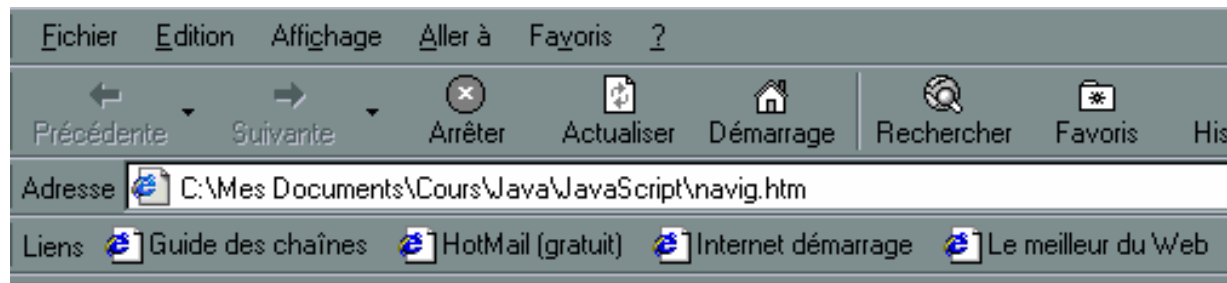 Fichier Edition Affichage Aller à Favoris ?
Précédente Suivante Arrêter Actualiser Démarrage Rechercher Favoris His
Adresse C:\Mes Documents\Cours\Java\JavaScript\navig.htm
Liens Guide des chaînes HotMail (gratuit) Internet démarrage Le meilleur du Web